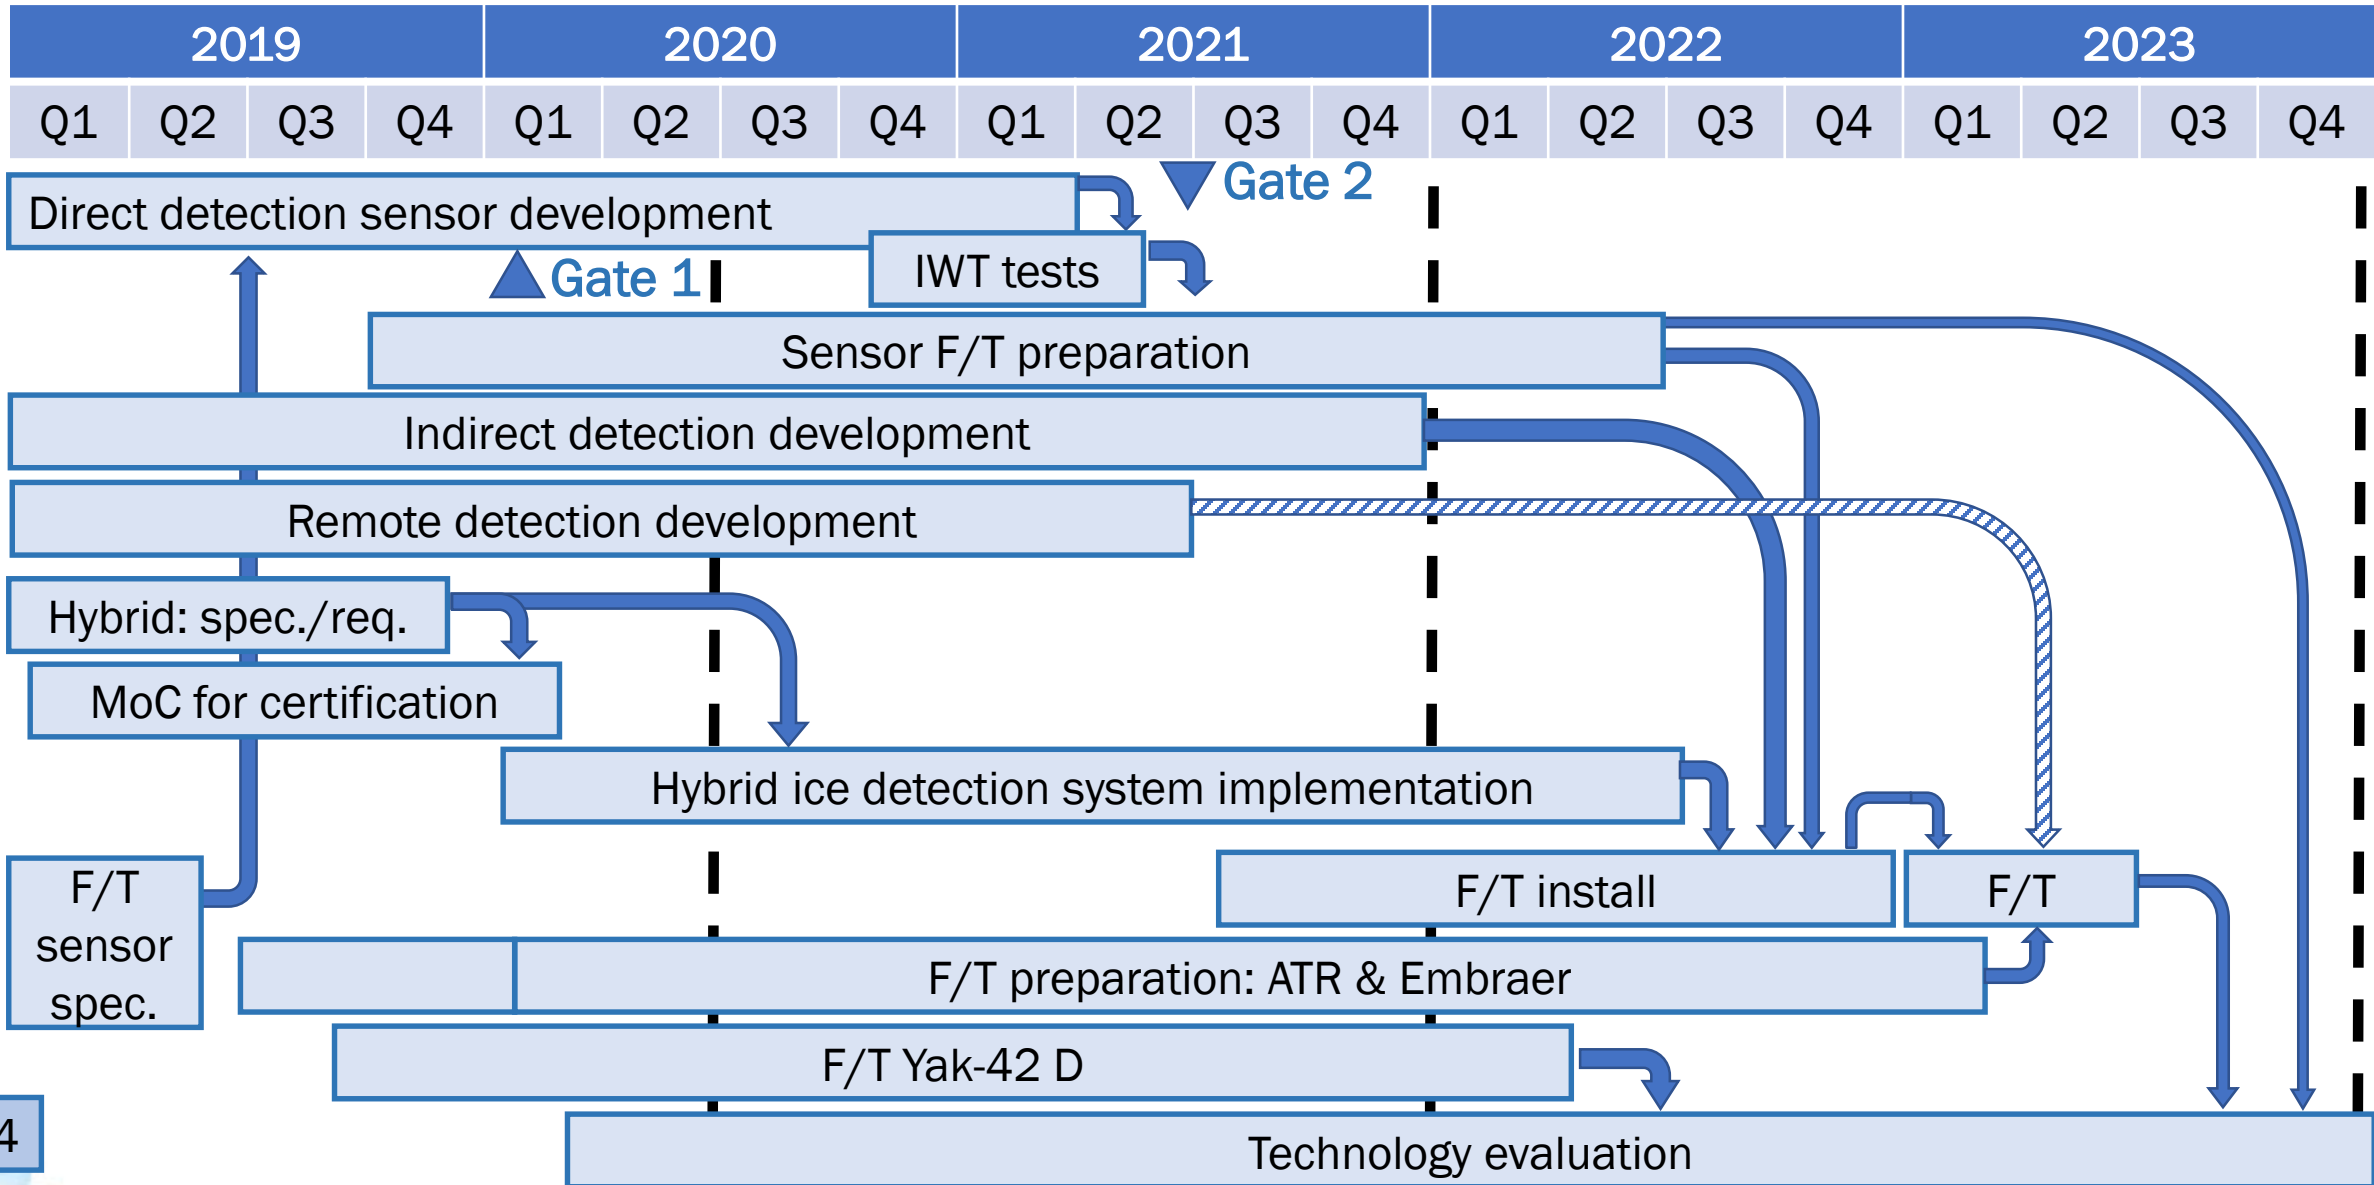 2019 2020 2021 2022 2023
Q1 Q2 Q3 Q4 Q1 Q2 Q3 Q4 Q1 Q2 Q3 Q4 Q1 Q2 Q3 Q4 Q1 Q2 Q3 Q4
Gate 2
Direct detection sensor development
IWT tests
Gate 1
Sensor F/T preparation
Indirect detection development
Remote detection development
Hybrid: spec./req.
MoC for certification
Hybrid ice detection system implementation
F/T
sensor
spec.
F/T install
F/T
F/T preparation: ATR & Embraer
F/T Yak-42 D
4
Technology evaluation